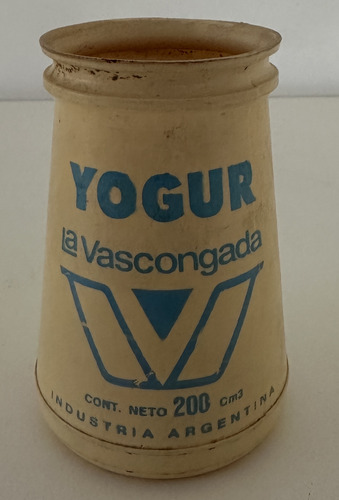 YOGUR
La Vascongada
CONT. NETO 200 Cm3
INDUSTRIA ARGENTINA